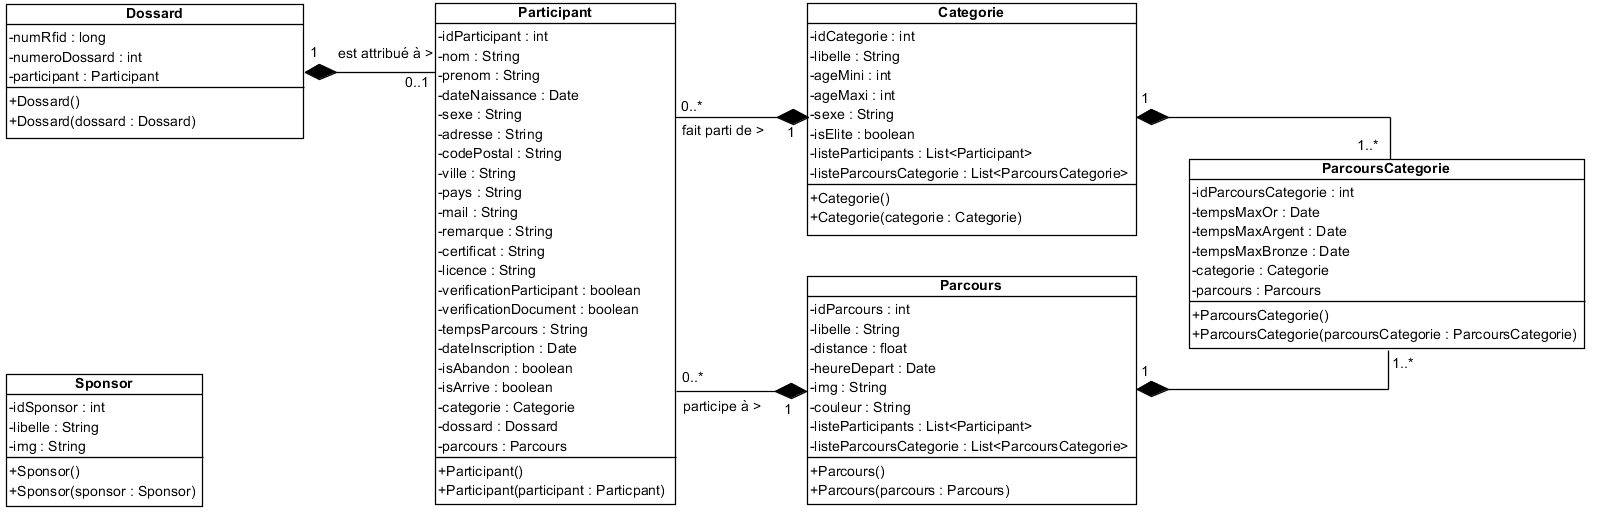 Dossard
-numRfid : long
-numeroDossard : int
-participant : Participant
+Dossard()
+Dossard(dossard : Dossard)
1
est attribué à >
0..1
Participant
-idParticipant : int
-nom : String
-prenom : String
-dateNaissance : Date
-sexe : String
-adresse : String
-codePostal : String
-ville : String
-pays : String
-mail : String
-remarque : String
-certificat : String
-licence : String
-verificationParticipant : boolean
-verificationDocument : boolean
-tempsParcours : String
-dateInscription : Date
-isAbandon : boolean
-isArrive : boolean
-categorie : Categorie
-dossard : Dossard
-parcours : Parcours
+Participant()
+Participant(participant : Particpant)
0..*
fait parti de >
1
Categorie
-idCategorie : int
-libelle : String
-ageMini : int
-ageMaxi : int
-sexe : String
-isElite : boolean
-listeParticipants : List<Participant>
-listeParcoursCategorie : List<ParcoursCategorie>
+Categorie()
+Categorie(categorie : Categorie)
1
1..*
ParcoursCategorie
-idParcoursCategorie : int
-tempsMaxOr : Date
-tempsMaxArgent : Date
-tempsMaxBronze : Date
-categorie : Categorie
-parcours : Parcours
+ParcoursCategorie()
+ParcoursCategorie(parcoursCategorie : ParcoursCategorie)
1..*
1
Parcours
-idParcours : int
-libelle : String
-distance : float
-heureDepart : Date
-img : String
-couleur : String
-listeParticipants : List<Participant>
-listeParcoursCategorie : List<ParcoursCategorie>
+Parcours()
+Parcours(parcours : Parcours)
0..*
participe à >
1
Sponsor
-idSponsor : int
-libelle : String
-img : String
+Sponsor()
+Sponsor(sponsor : Sponsor)